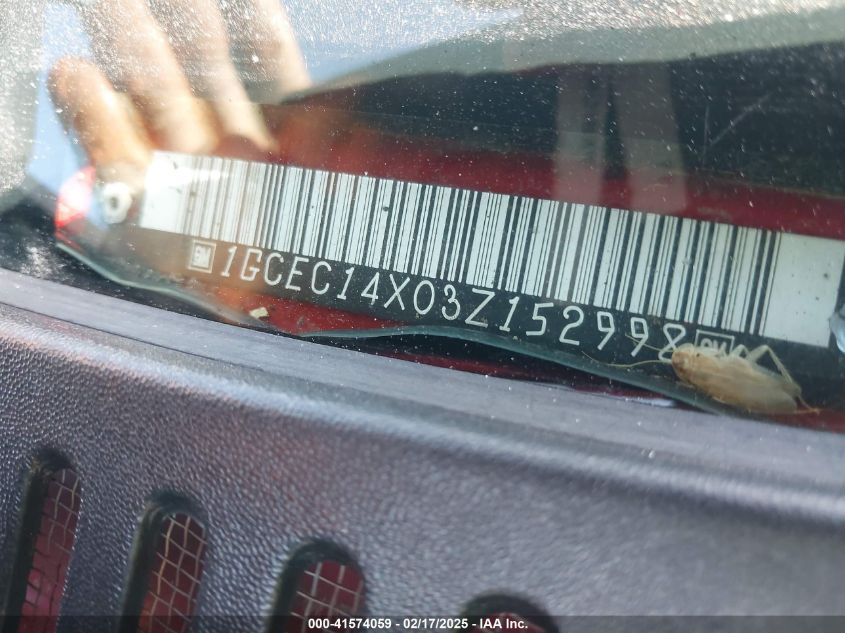 GM 1GCEC14X03Z152998 GM
000-41574059 - 02/17/2025 - IAA Inc.